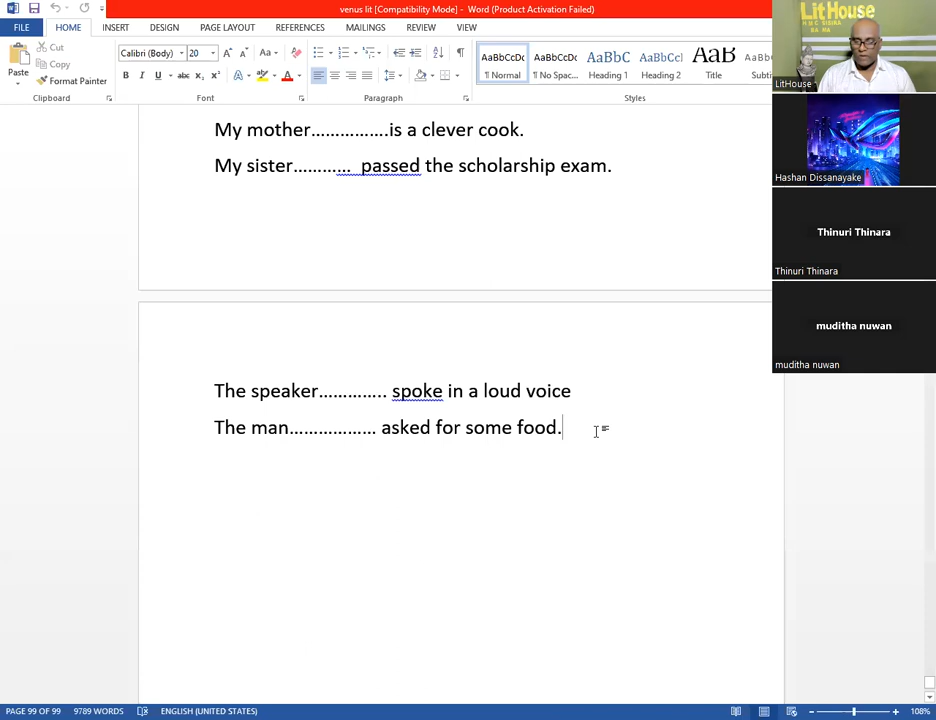 venus lit [Compatibility Mode] - Word (Product Activation Failed)
FILE HOME INSERT DESIGN PAGE LAYOUT REFERENCES MAILINGS REVIEW VIEW
Paste
Cut
Copy
Format Painter
Clipboard
Calibri (Body) 20
Font
Paragraph
AaBbCcDc AaBbCcDc AaBbC AaBbCcD AaB AaBb
¶ Normal ¶ No Spac... Heading 1 Heading 2 Title Subti
Styles
My mother................is a clever cook.
My sister............ passed the scholarship exam.
The speaker.............. spoke in a loud voice
The man.................. asked for some food.
LitHouse
LitHouse
Hashan Dissanayake
Thinuri Thinara
Thinuri Thinara
muditha nuwan
muditha nuwan
PAGE 99 OF 99 9789 WORDS ENGLISH (UNITED STATES) 108%